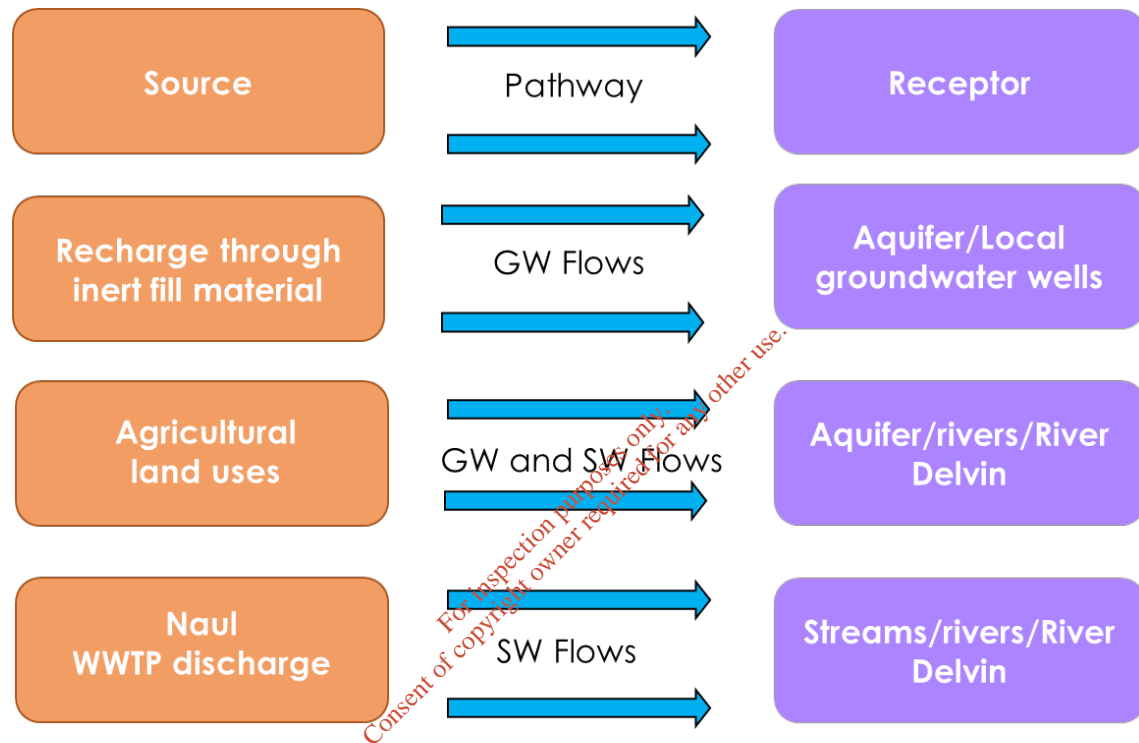 Source
Pathway
Receptor
Recharge through
inert fill material
GW Flows
Aquifer/Local
groundwater wells
Agricultural
land uses
GW and SW Flows
Aquifer/rivers/River
Delvin
Naul
WWTP discharge
SW Flows
Streams/rivers/River
Delvin
For inspection purposes only.
Consent of copyright owner required for any other use.